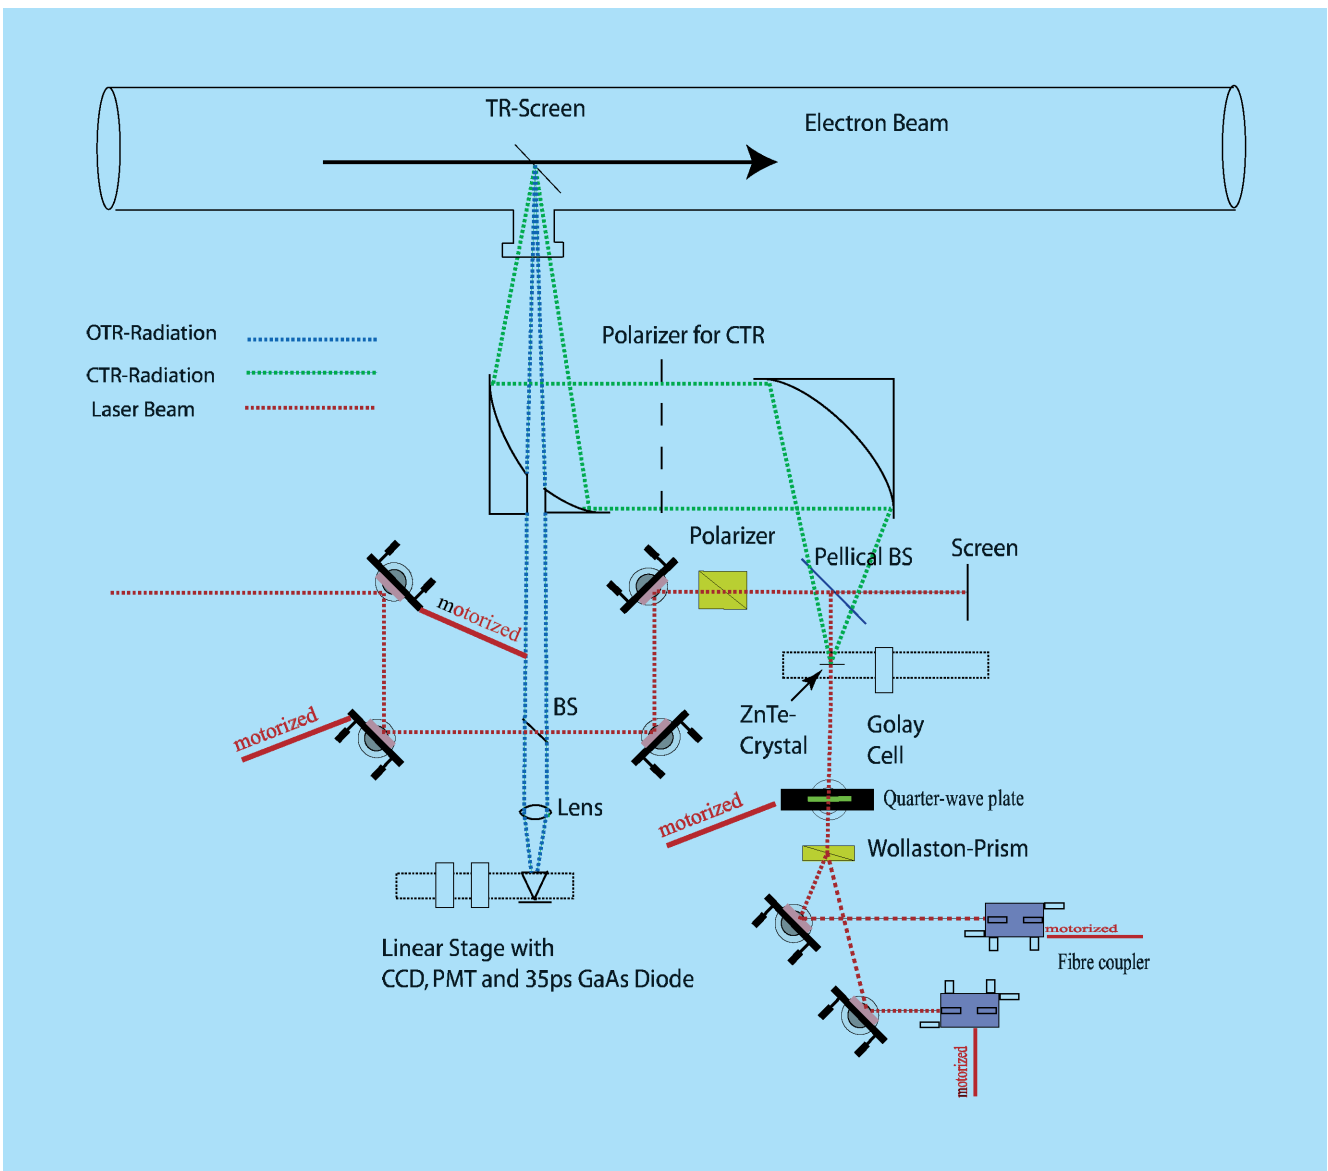 TR-Screen
Electron Beam
OTR-Radiation
CTR-Radiation
Laser Beam
Polarizer for CTR
Polarizer
Pellical BS
Screen
motorized
BS
motorized
ZnTe-
Crystal
Golay
Cell
Lens
motorized
Quarter-wave plate
Wollaston-Prism
Linear Stage with
CCD, PMT and 35ps GaAs Diode
motorized
Fibre coupler
motorized